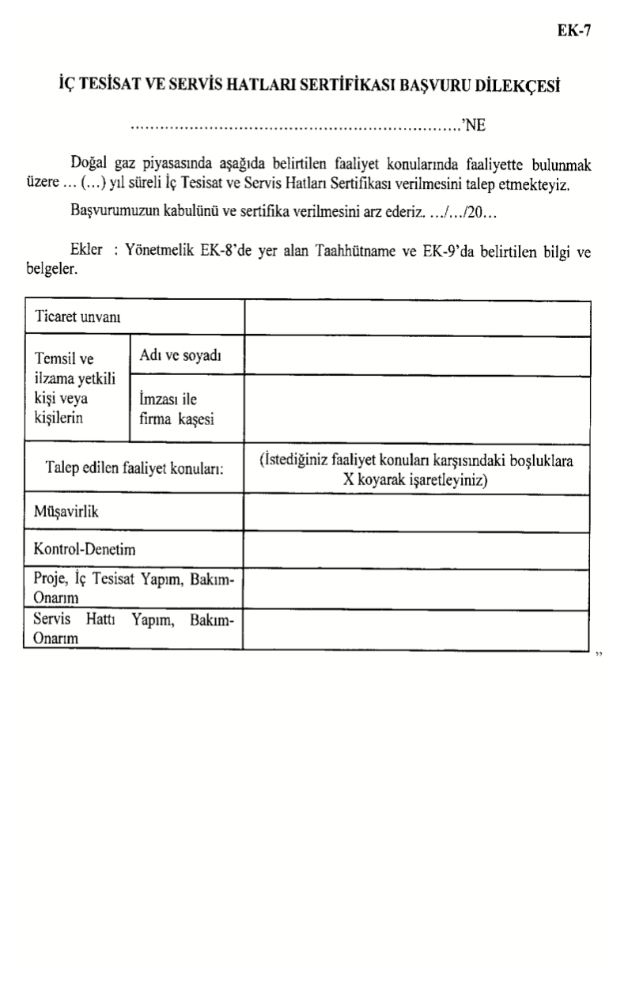 EK-7
İÇ TESİSAT VE SERVİS HATLARI SERTİFİKASI BAŞVURU DİLEKÇESİ
...................................................................'NE
Doğal gaz piyasasında aşağıda belirtilen faaliyet konularında faaliyette bulunmak
üzere ... (...) yıl süreli İç Tesisat ve Servis Hatları Sertifikası verilmesini talep etmekteyiz.
Başvurumuzun kabulünü ve sertifika verilmesini arz ederiz. .../.../20...
Ekler : Yönetmelik EK-8'de yer alan Taahhütname ve EK-9'da belirtilen bilgi ve
belgeler.
Ticaret unvanı
Temsil ve
ilzama yetkili
kişi veya
kişilerin
Adı ve soyadı
İmzası ile
firma kaşesi
Talep edilen faaliyet konuları:
(İstediğiniz faaliyet konuları karşısındaki boşluklara
X koyarak işaretleyiniz)
Müşavirlik
Kontrol-Denetim
Proje, İç Tesisat Yapım, Bakım-
Onarım
Servis Hattı Yapım, Bakım-
Onarım
”